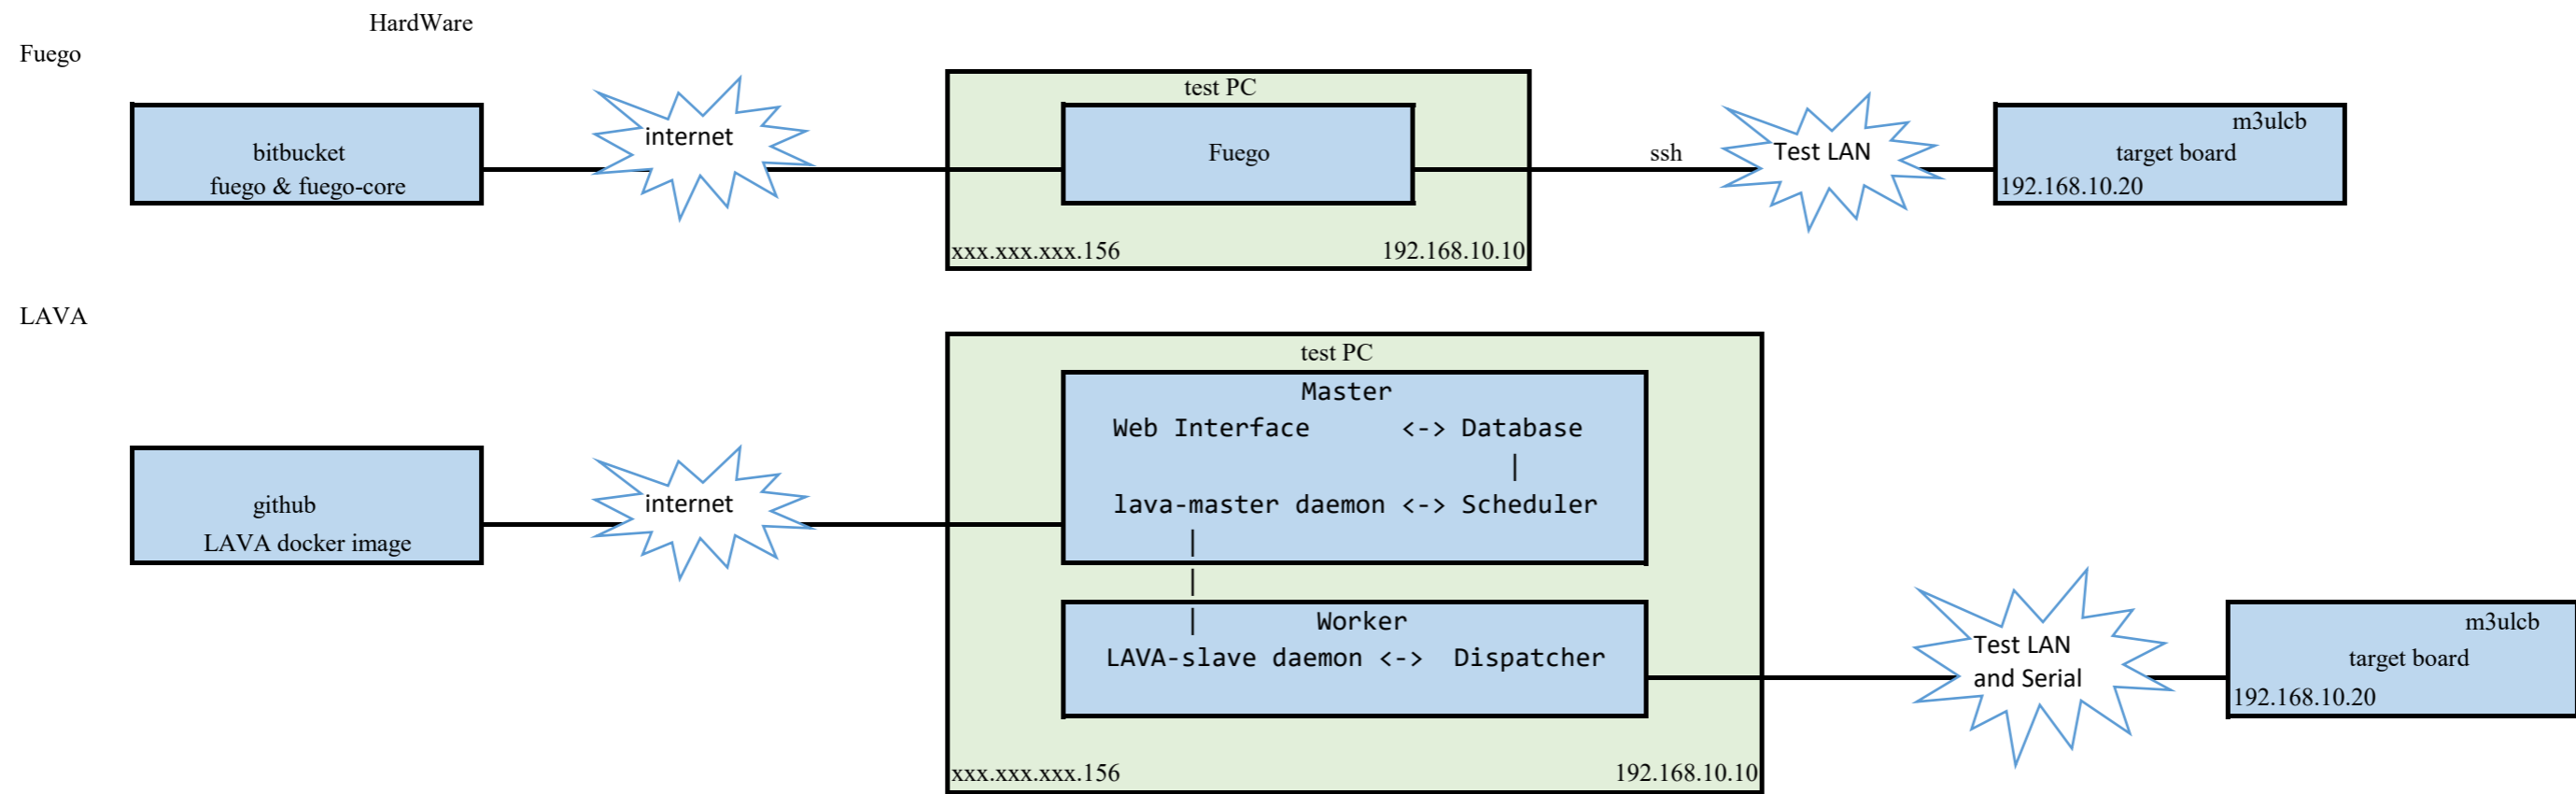 HardWare
Fuego
test PC
bitbucket
fuego & fuego-core
internet
Fuego
ssh
Test LAN
m3ulcb
target board
192.168.10.20
xxx.xxx.xxx.156
192.168.10.10
LAVA
test PC
Master
Web Interface <-> Database
|
lava-master daemon <-> Scheduler
|
|
|
github
LAVA docker image
internet
Worker
LAVA-slave daemon <-> Dispatcher
Test LAN
and Serial
m3ulcb
target board
192.168.10.20
xxx.xxx.xxx.156
192.168.10.10